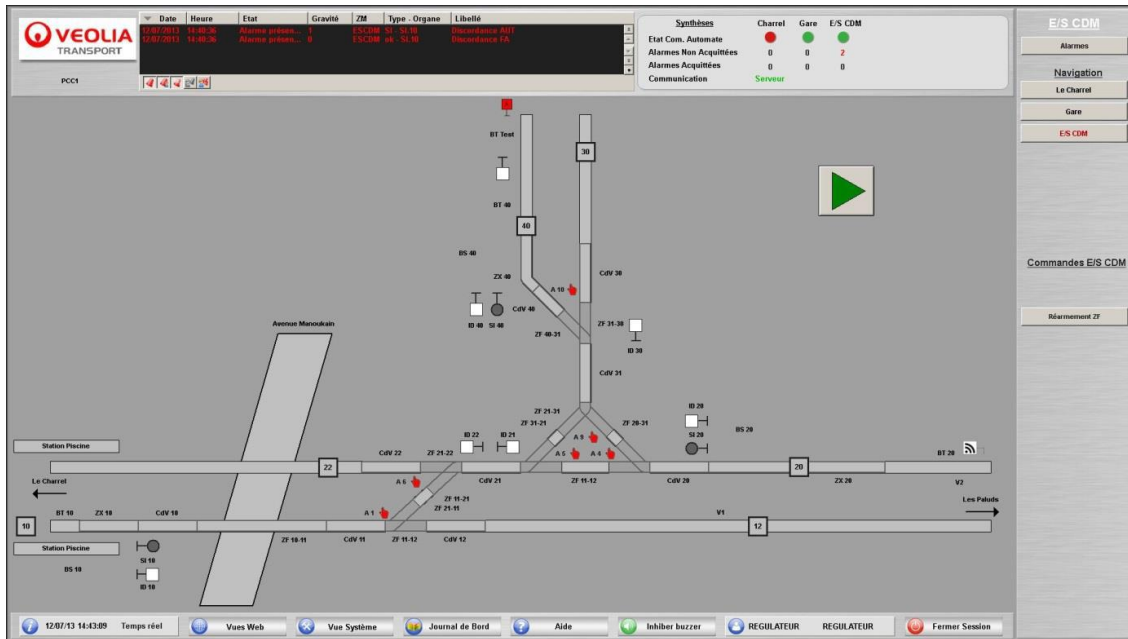 VEOLIA
TRANSPORT
PCC1
Date Heure Etat Gravité ZM Type - Organe Libellé
12/07/2013 14:40:36 Alarme présen... 1 ESCDM SI - SI.10 Discordance AUT
12/07/2013 14:40:36 Alarme présen... 0 ESCDM - SI.10 Discordance FA
Synthèses Charrel Gare E/S CDM
Etat Com. Automate
Alarmes Non Acquittées 0 0 2
Alarmes Acquittées 0 0 0
Communication Serveur
E/S CDM
Alarmes
Navigation
Le Charrel
Gare
E/S CDM
Commandes E/S CDM
Réarmement ZF
BT Test
30
BT 40
40
BS 40
ZX 40
CdV 30
A 10
CdV 40
ID 40 SI 40
ZF 40-31
ZF 31-30
ID 30
Avenue Manoukain
CdV 31
ZF 21-31
ZF 31-21
ZF 20-31
ID 20
SI 20
BS 20
ID 22 ID 21
A 9
A 5 A 4
Station Piscine
CdV 22 ZF 21-22
BT 20
22
20
CdV 21 ZF 11-12 CdV 20 ZX 20 V2
Le Charrel
A 6
ZF 11-21
ZF 21-11
Les Paluds
BT 10 ZX 10 CdV 10
A 1
V1
10
12
ZF 10-11 CdV 11 ZF 11-12 CdV 12
Station Piscine
SI 10
BS 10
ID 10
12/07/13 14:43:09 Temps réel
Vues Web
Vue Système
Journal de Bord
Aide
Inhiber buzzer
REGULATEUR REGULATEUR
Fermer Session